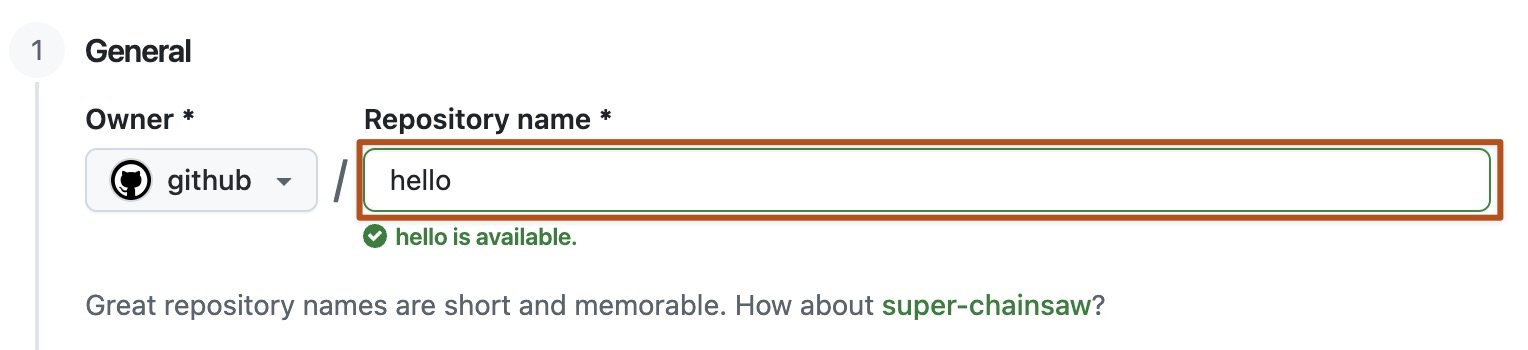 1 General
Owner * Repository name *
github / hello
hello is available.
Great repository names are short and memorable. How about super-chainsaw?